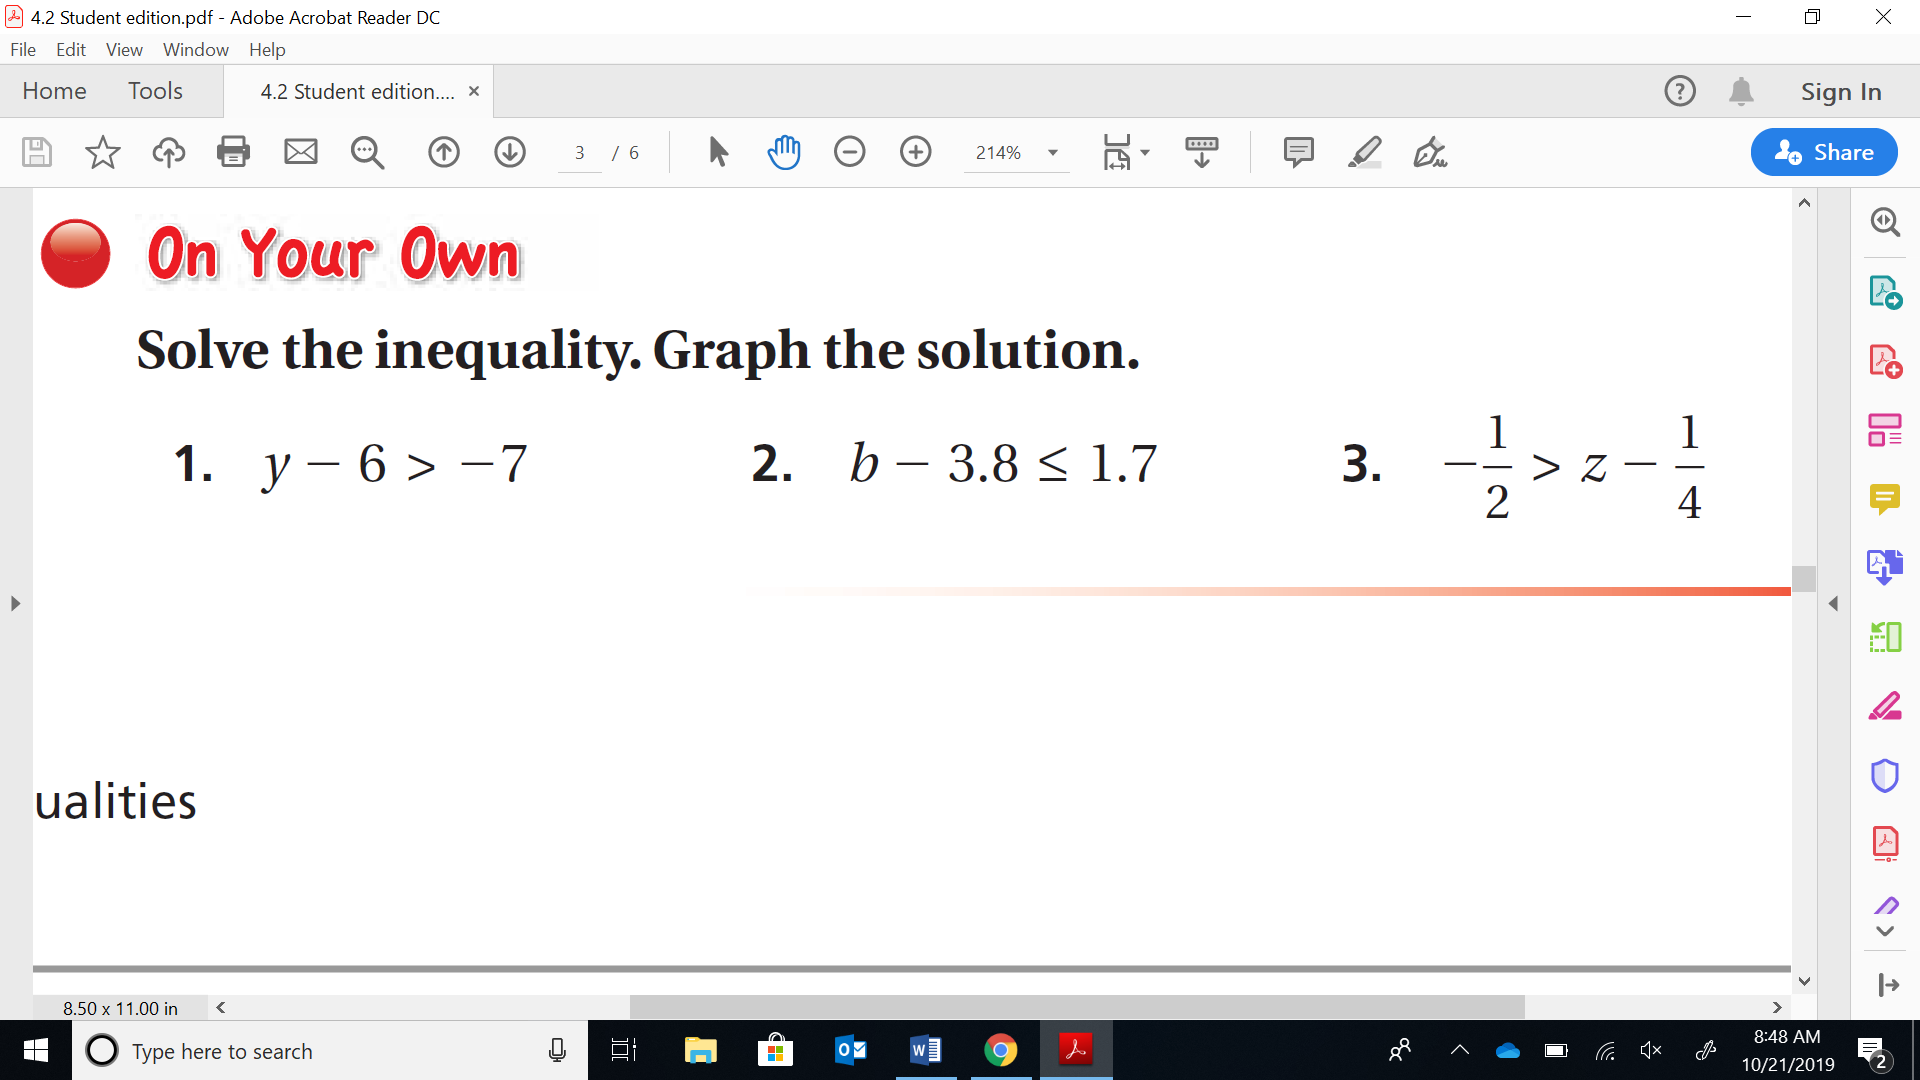 4.2 Student edition.pdf - Adobe Acrobat Reader DC
File Edit View Window Help
Home Tools 4.2 Student edition.... × Sign In
3 / 6 214% Share
On Your Own
Solve the inequality. Graph the solution.
1. y − 6 > −7 2. b − 3.8 ≤ 1.7 3. −1/2 > z − 1/4
ualities
8.50 x 11.00 in
Type here to search
8:48 AM
10/21/2019
2